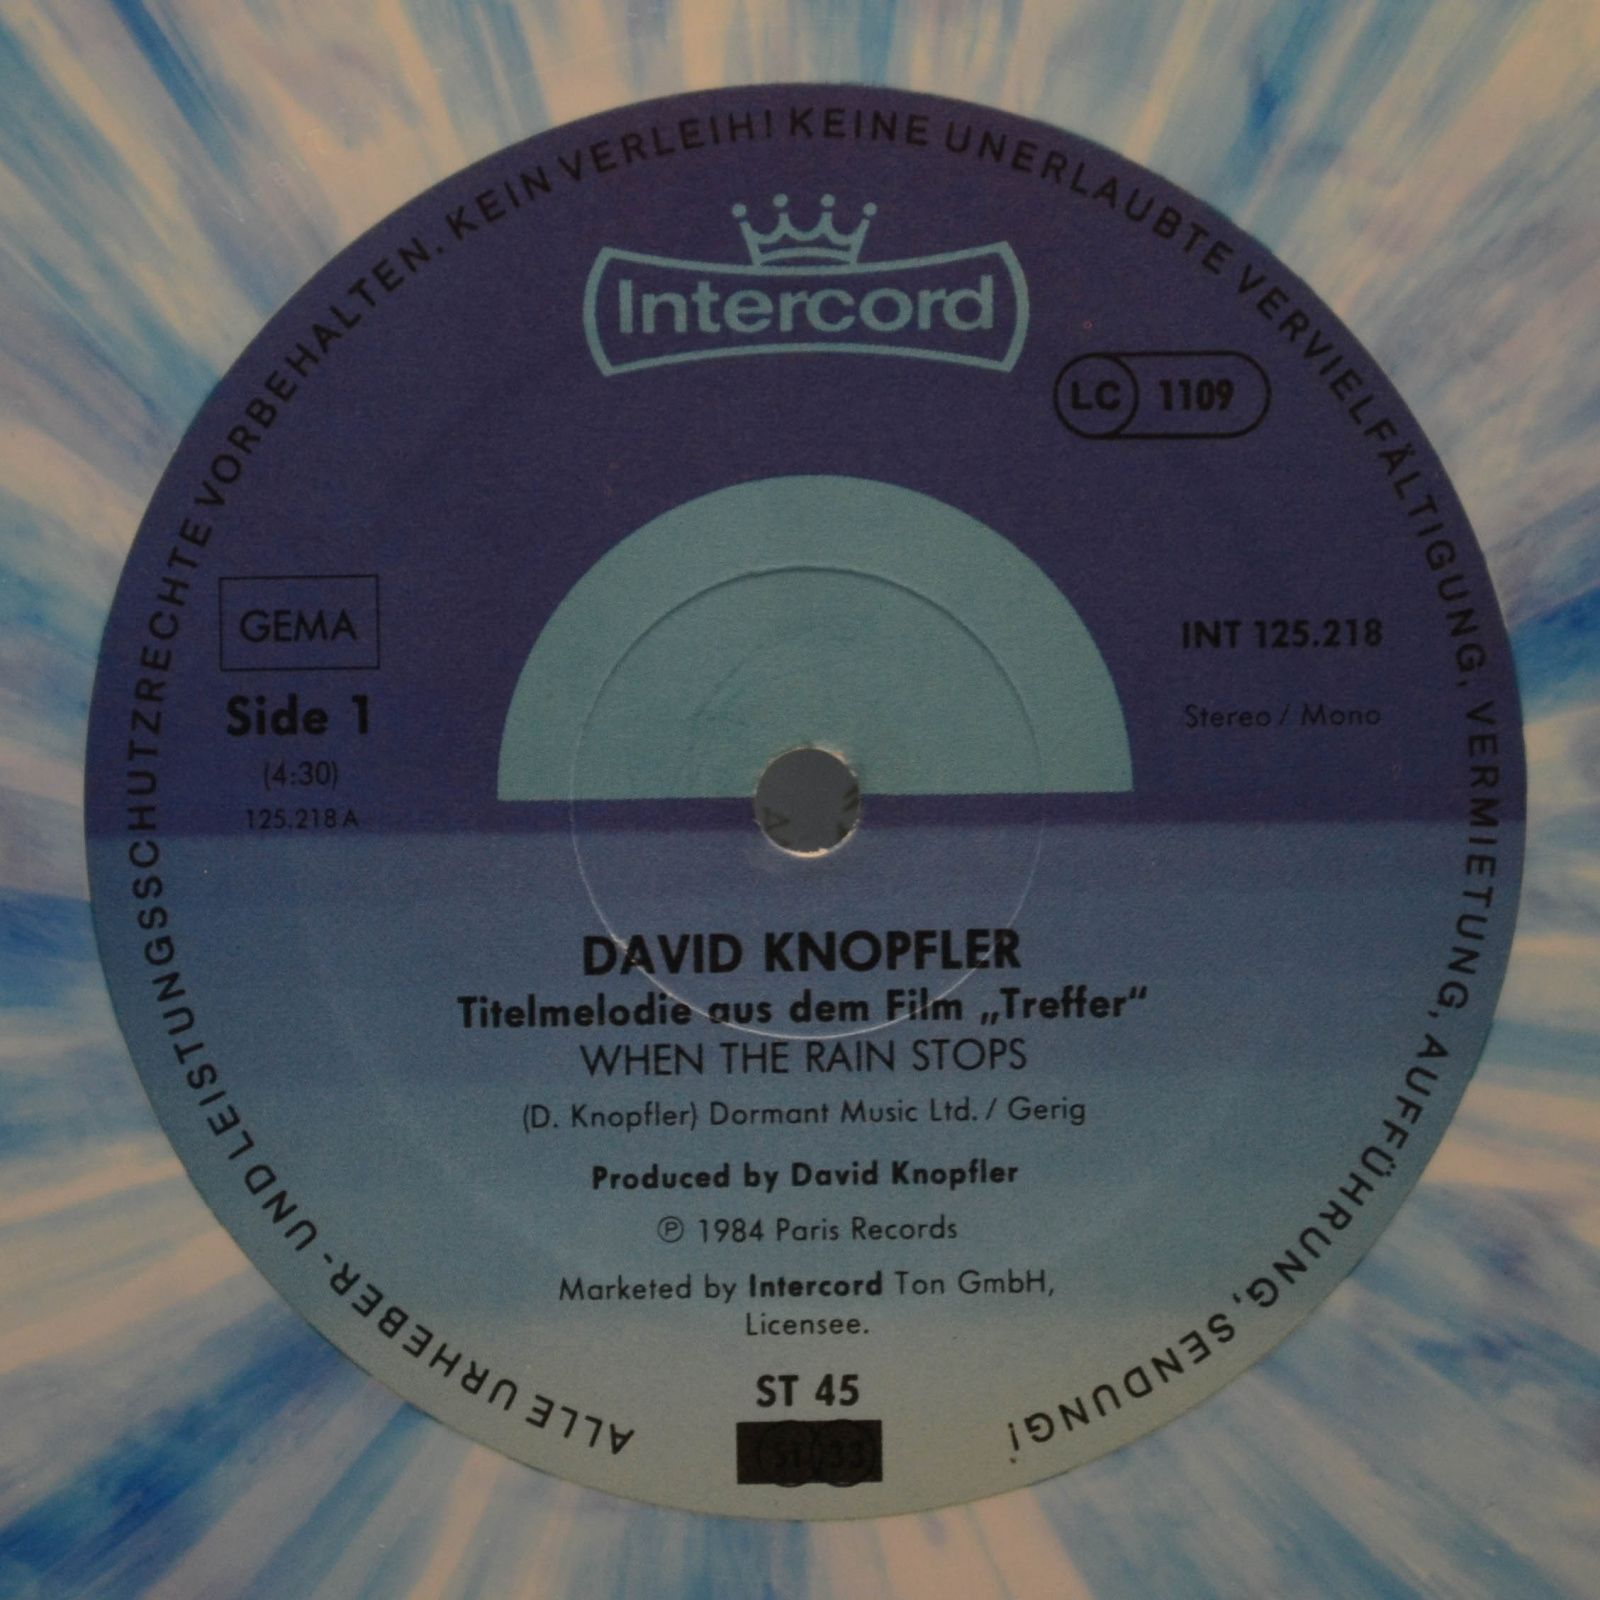 ALLE URHEBER- UND LEISTUNGSSCHUTZRECHTE VORBEHALTEN. KEIN VERLEIH! KEINE UNERLAUBTE VERVIELFÄLTIGUNG, VERMIETUNG, AUFFÜHRUNG, SENDUNG!
Intercord
LC 1109
GEMA
Side 1
(4:30)
125.218 A
INT 125.218
Stereo / Mono
DAVID KNOPFLER
Titelmelodie aus dem Film „Treffer“
WHEN THE RAIN STOPS
(D. Knopfler) Dormant Music Ltd. / Gerig
Produced by David Knopfler
℗ 1984 Paris Records
Marketed by Intercord Ton GmbH,
Licensee.
ST 45